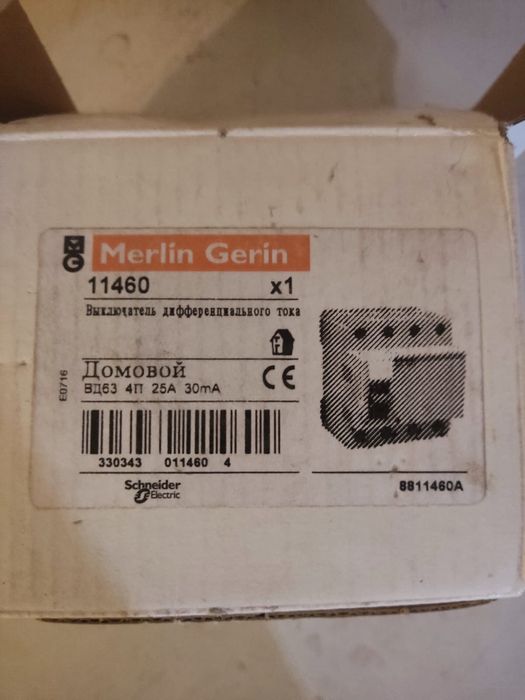 MG Merlin Gerin
11460 x1
Выключатель дифференциального тока
Домовой
ВД63 4П 25А 30mA CE
E0716
330343 011460 4
Schneider
Electric
8811460A